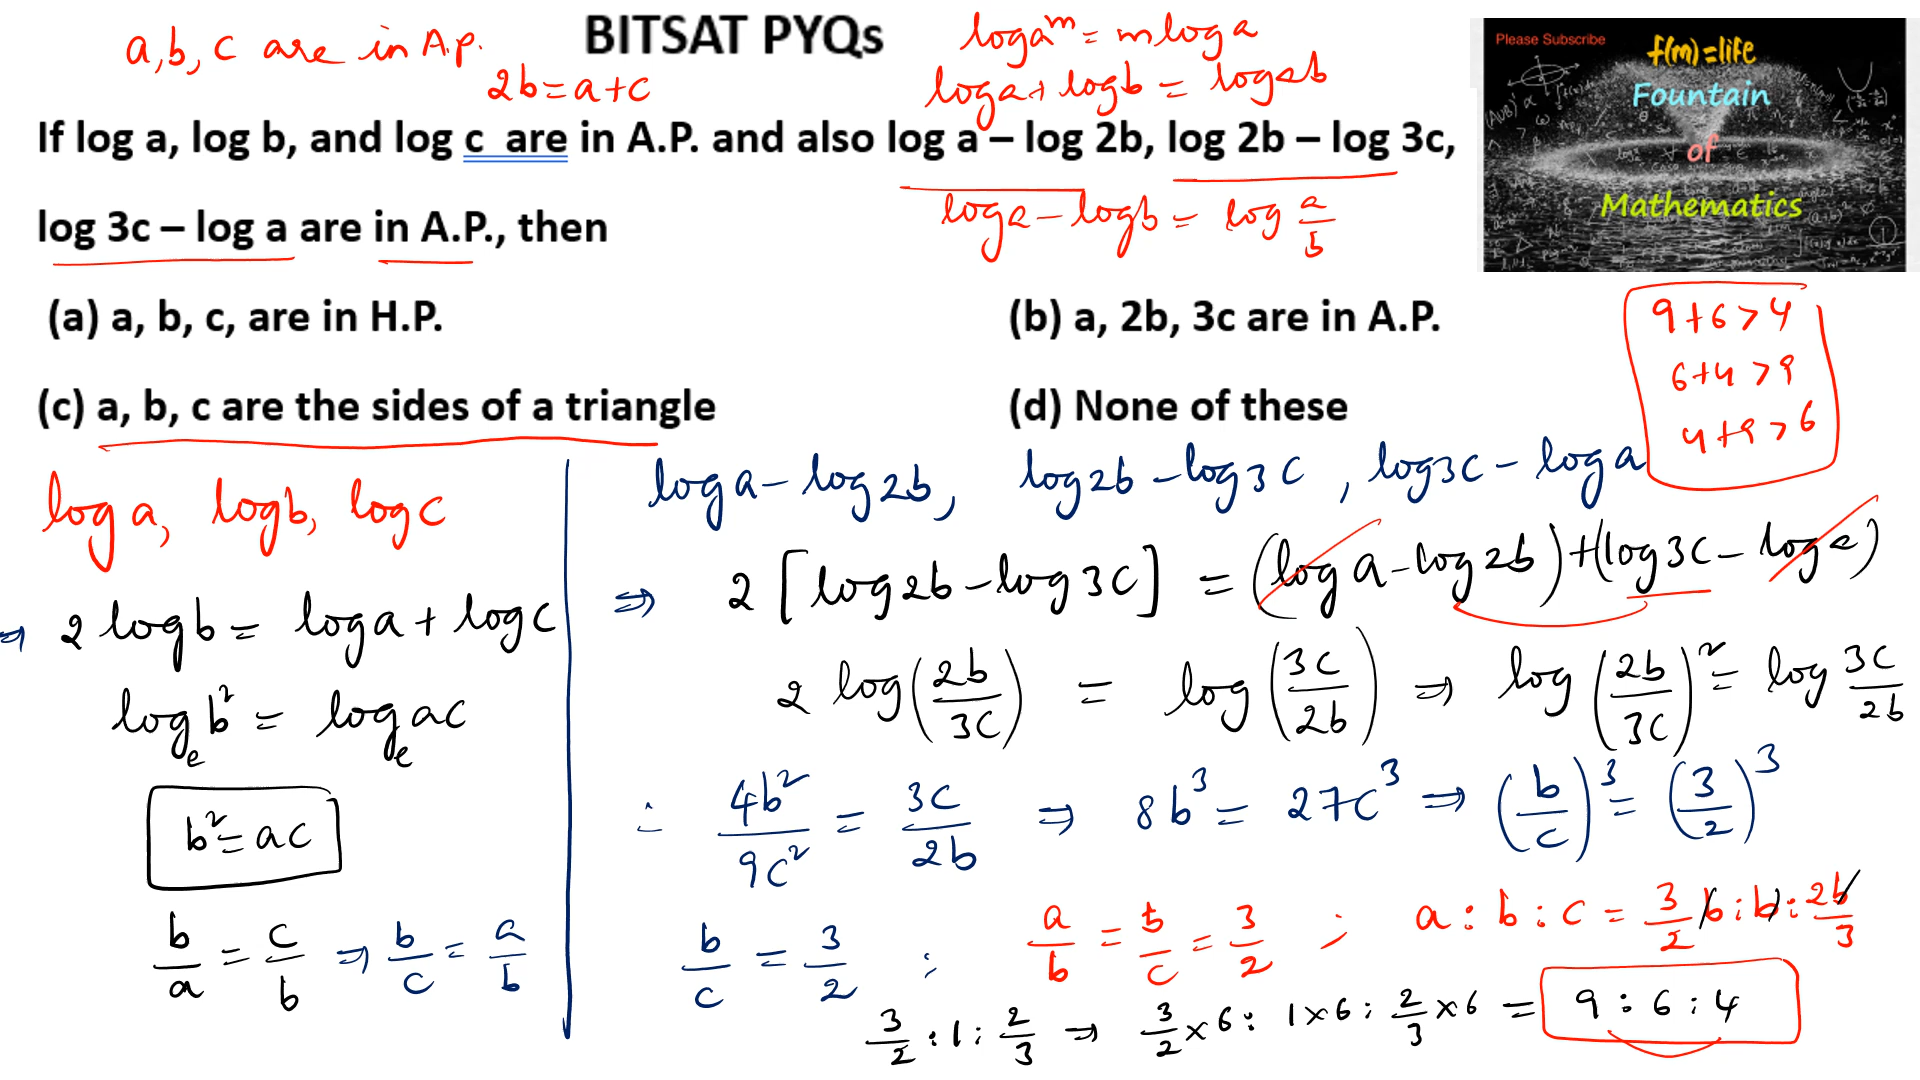 a, b, c are in A.p.
2b = a + c
BITSAT PYQs
log a^m = m log a
log a + log b = log ab
log a - log b = log a/b
Please Subscribe
f(m) = life
Fountain
of
Mathematics
If log a, log b, and log c are in A.P. and also log a – log 2b, log 2b – log 3c,
log 3c – log a are in A.P., then
(a) a, b, c, are in H.P.
(b) a, 2b, 3c are in A.P.
(c) a, b, c are the sides of a triangle
(d) None of these
9 + 6 > 4
6 + 4 > 9
4 + 9 > 6
log a, log b, log c
⇒ 2 log b = log a + log c
log_e b² = log_e ac
b² = ac
b/a = c/b ⇒ b/c = a/b
log a - log 2b, log 2b - log 3c, log 3c - log a
⇒ 2 [log 2b - log 3c] = (log a - log 2b) + (log 3c - log a)
2 log (2b/3c) = log (3c/2b) ⇒ log (2b/3c)² = log 3c/2b
∴ 4b²/9c² = 3c/2b ⇒ 8b³ = 27c³ ⇒ (b/c)³ = (3/2)³
b/c = 3/2 ; a/b = b/c = 3/2 ; a : b : c = 3/2 b : b : 2b/3
3/2 : 1 : 2/3 ⇒ 3/2 × 6 : 1 × 6 : 2/3 × 6 = 9 : 6 : 4